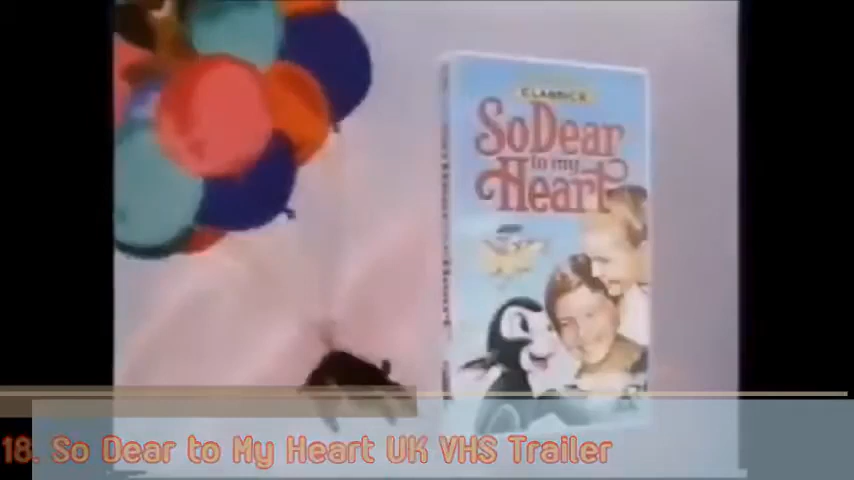 CLASSICS
So Dear
to my
Heart
18. So Dear to My Heart UK VHS Trailer